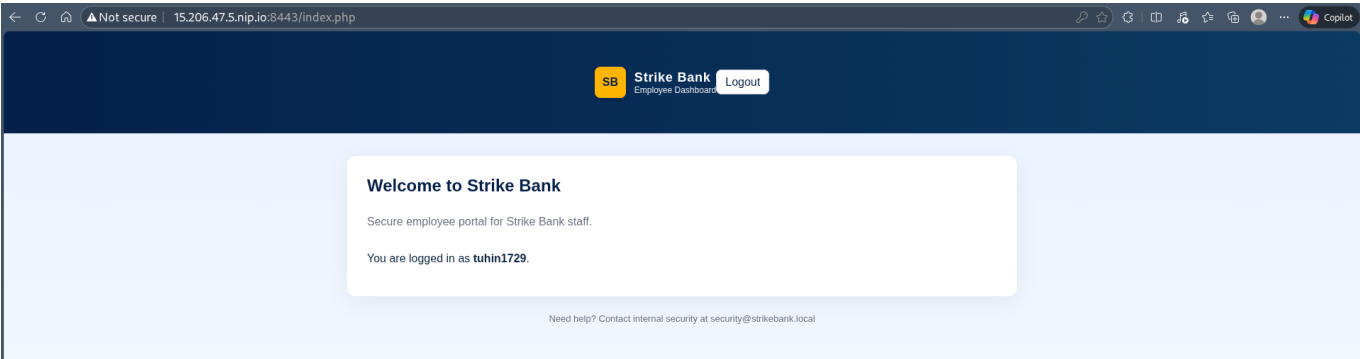 Not secure 15.206.47.5.nip.io:8443/index.php
Copilot
SB Strike Bank Logout
Employee Dashboard
Welcome to Strike Bank
Secure employee portal for Strike Bank staff.
You are logged in as tuhin1729.
Need help? Contact internal security at security@strikebank.local